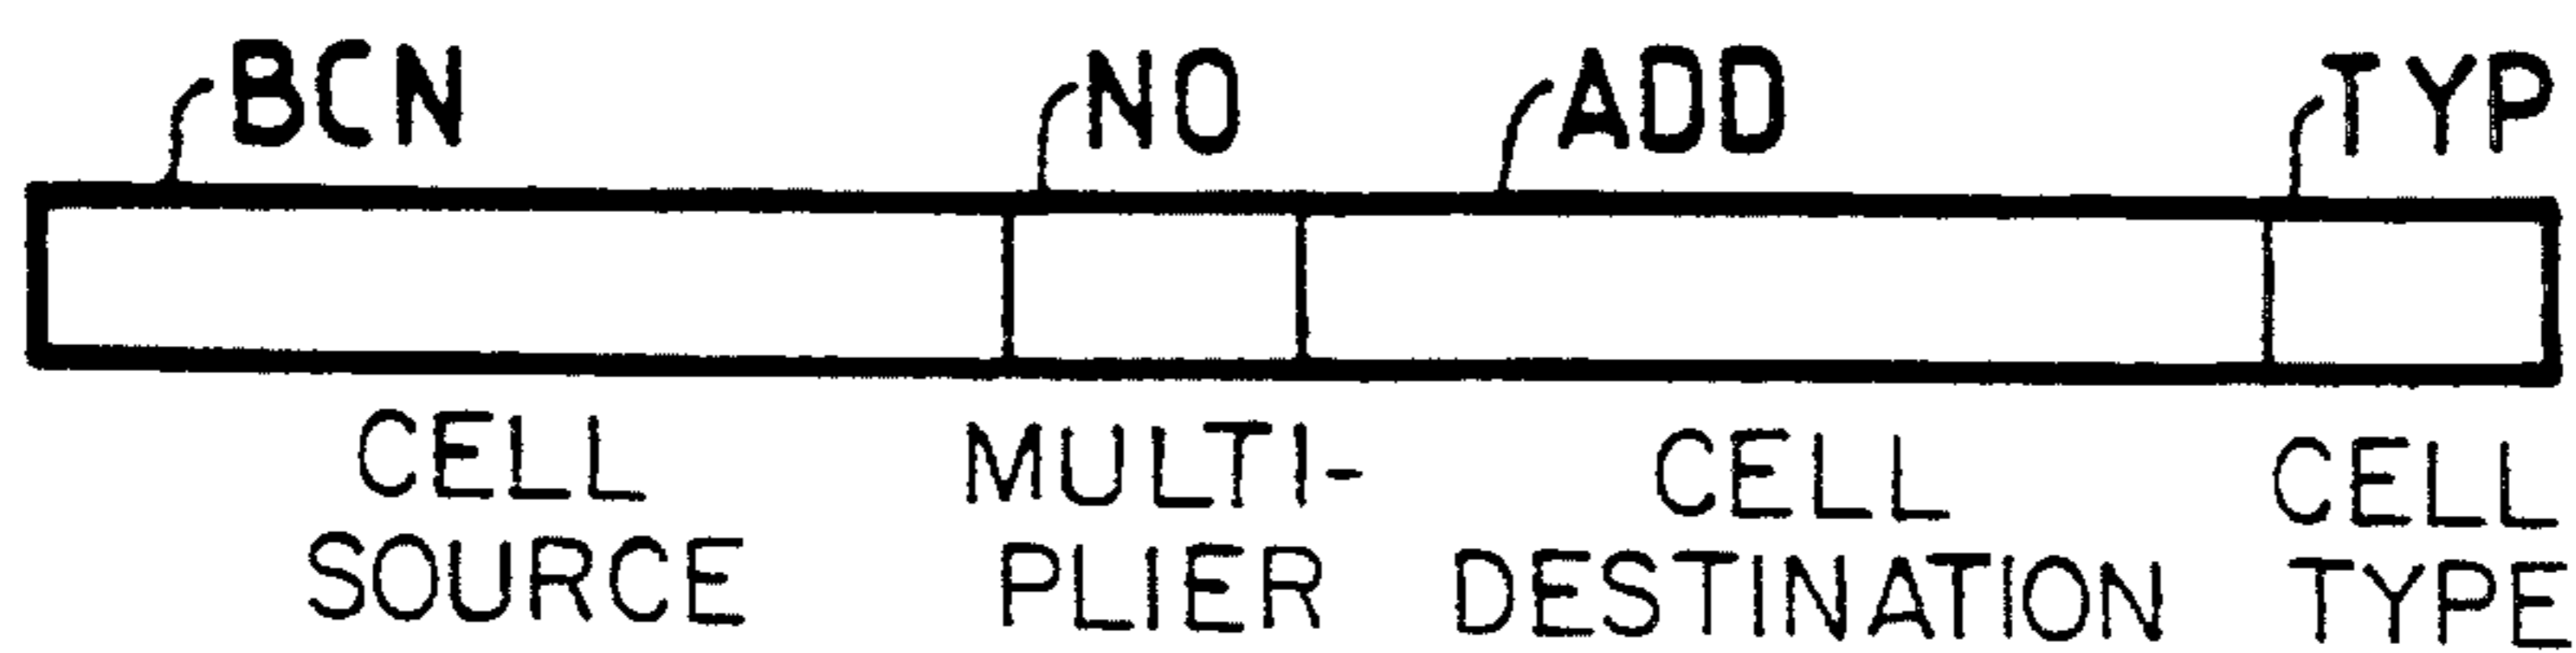 BCN NO ADD TYP
CELL MULTI- CELL CELL
SOURCE PLIER DESTINATION TYPE